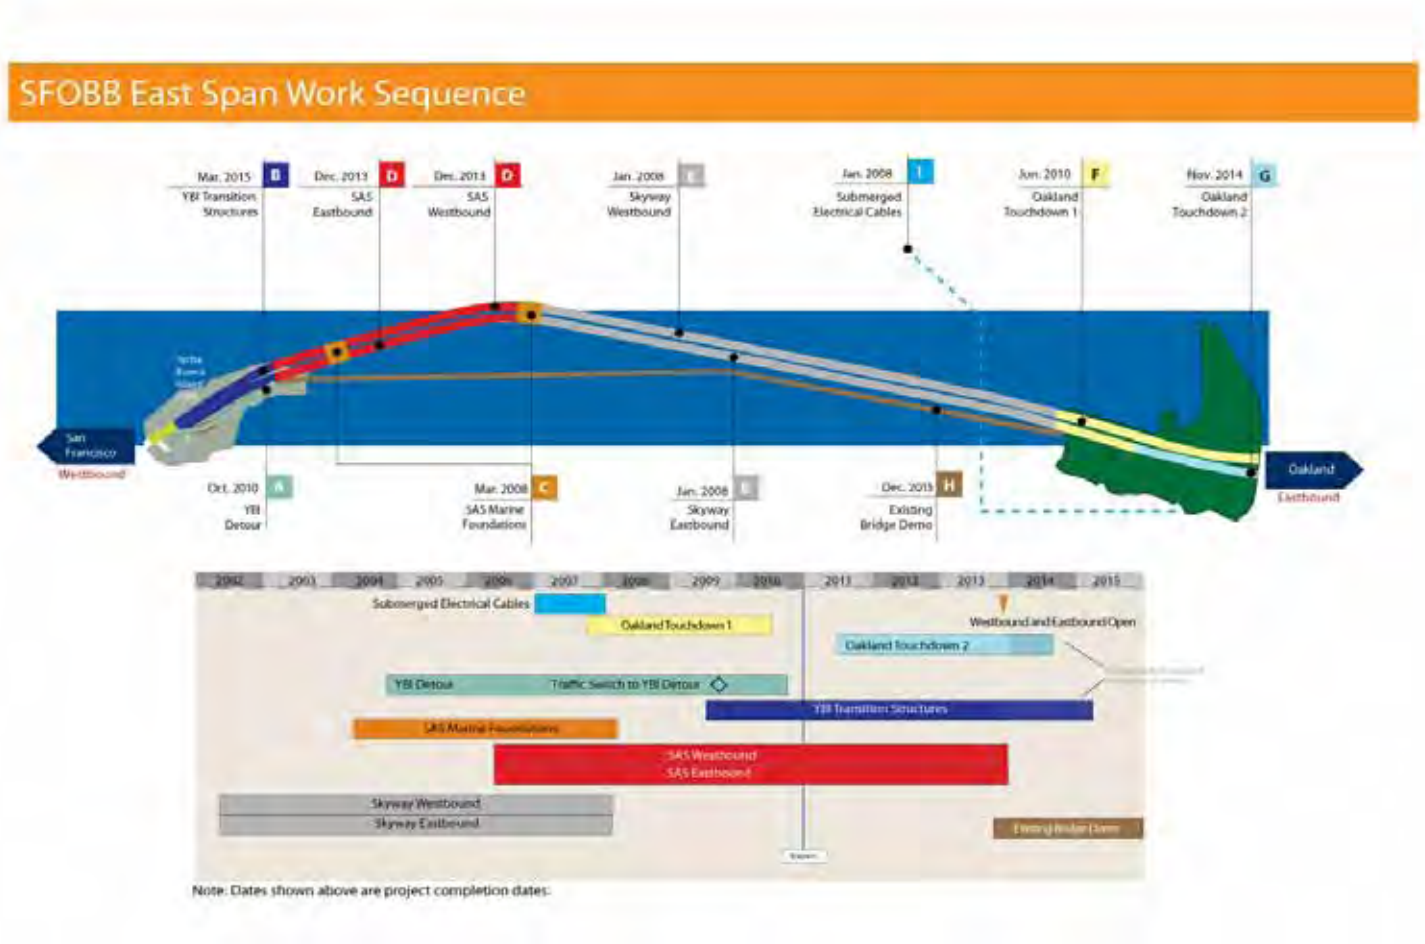 SFOBB East Span Work Sequence
Mar. 2015 B
YBI Transition
Structures
Dec. 2013 D
SAS
Eastbound
Dec. 2013 D
SAS
Westbound
Jan. 2008 E
Skyway
Westbound
Jan. 2008 I
Submerged
Electrical Cables
Jun. 2010 F
Oakland
Touchdown 1
Nov. 2014 G
Oakland
Touchdown 2
Yerba
Buena
Island
San
Francisco
Westbound
Oakland
Eastbound
Oct. 2010 A
YBI
Detour
Mar. 2008 C
SAS Marine
Foundations
Jan. 2008 E
Skyway
Eastbound
Dec. 2015 H
Existing
Bridge Demo
2002 2003 2004 2005 2006 2007 2008 2009 2010 2011 2012 2013 2014 2015
Submerged Electrical Cables
Westbound and Eastbound Open
Oakland Touchdown 1
Oakland Touchdown 2
YBI Detour Traffic Switch to YBI Detour
YBI Transition Structures
SAS Marine Foundations
SAS Westbound
SAS Eastbound
Skyway Westbound
Skyway Eastbound
Existing Bridge Demo
Note: Dates shown above are project completion dates.